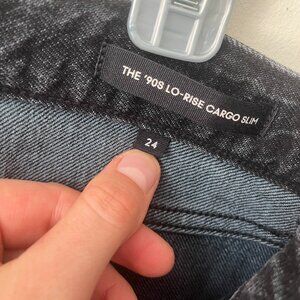 THE '90S LO-RISE CARGO SLIM
24